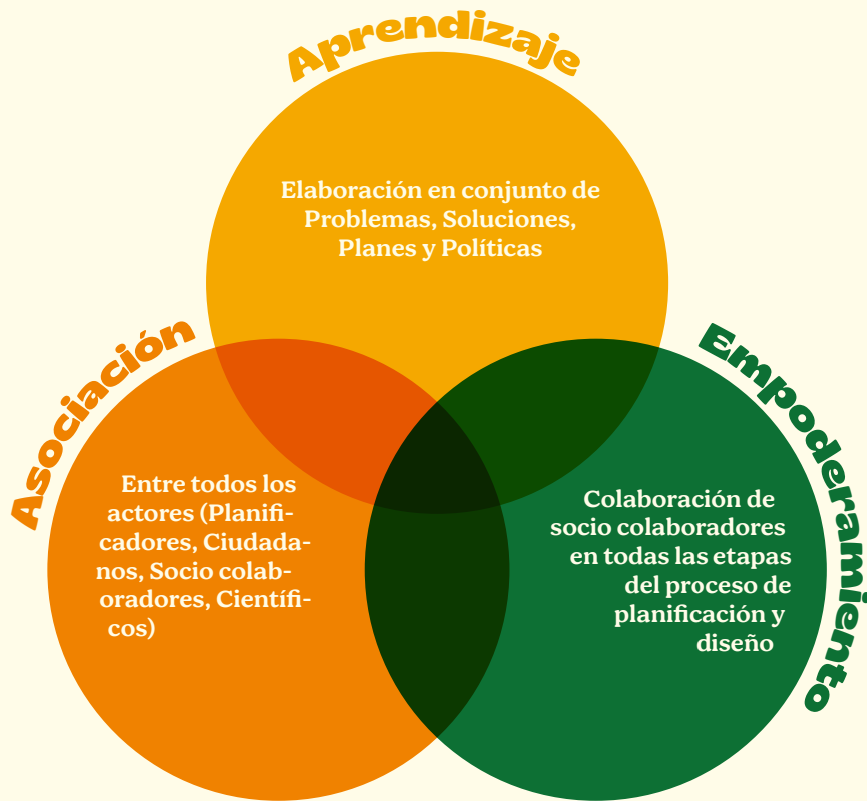 Aprendizaje
Elaboración en conjunto de
Problemas, Soluciones,
Planes y Políticas
Asociación
Entre todos los
actores (Planifi-
cadores, Ciudada-
nos, Socio colab-
oradores, Científi-
cos)
Empoderamiento
Colaboración de
socio colaboradores
en todas las etapas
del proceso de
planificación y
diseño